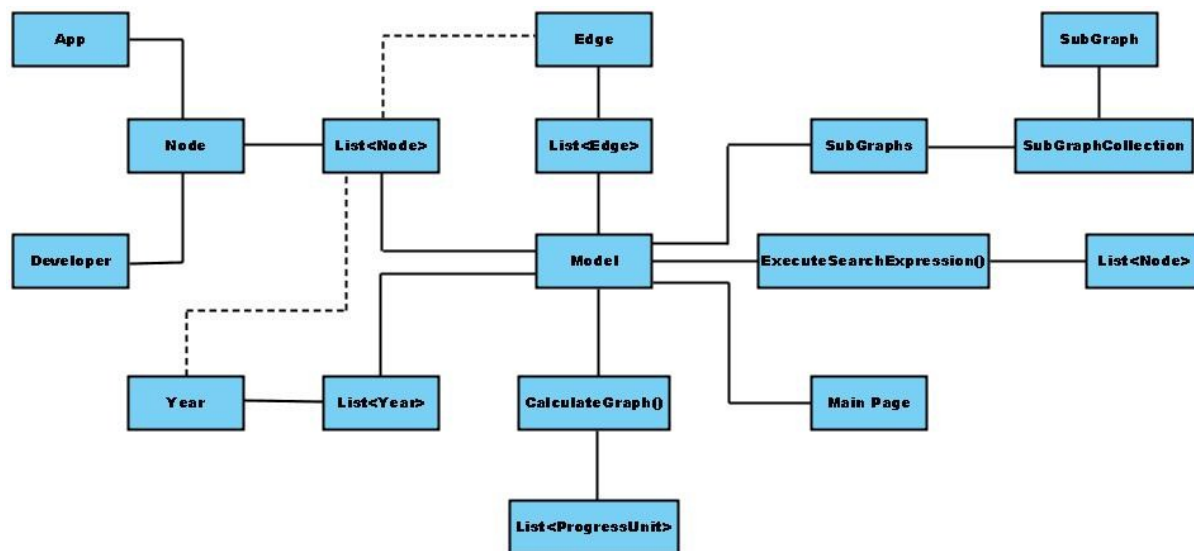 App
Edge
SubGraph
Node
List<Node>
List<Edge>
SubGraphs
SubGraphCollection
Developer
Model
ExecuteSearchExpression()
List<Node>
Year
List<Year>
CalculateGraph()
Main Page
List<ProgressUnit>